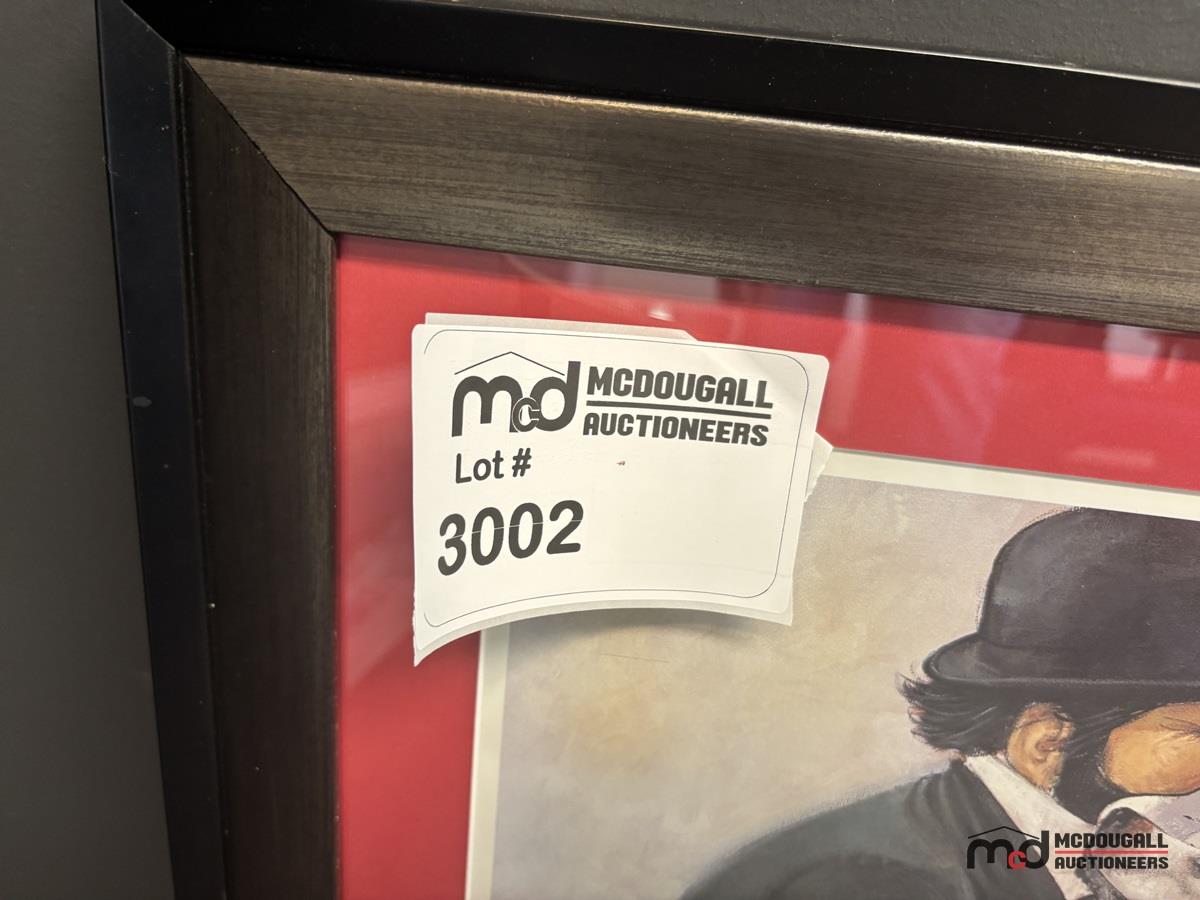 mcd MCDOUGALL
AUCTIONEERS
Lot #
3002
mcd MCDOUGALL
AUCTIONEERS